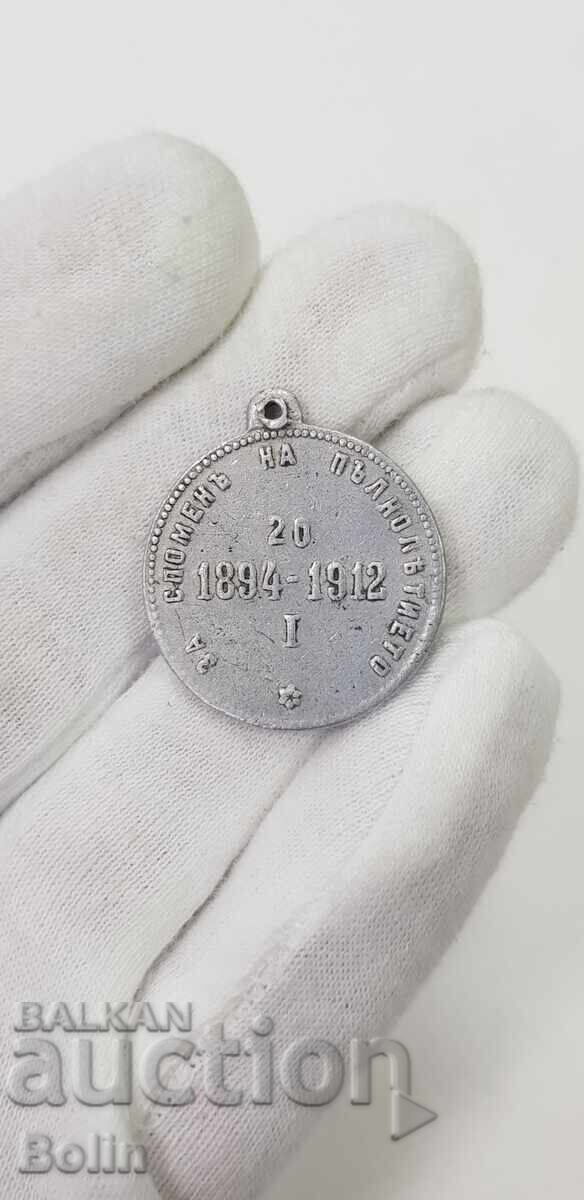 ЗА СПОМЕНЪ НА ПЪЛНОЛѢТИЕТО
20
1894-1912
I
BALKAN
auction
Bolin